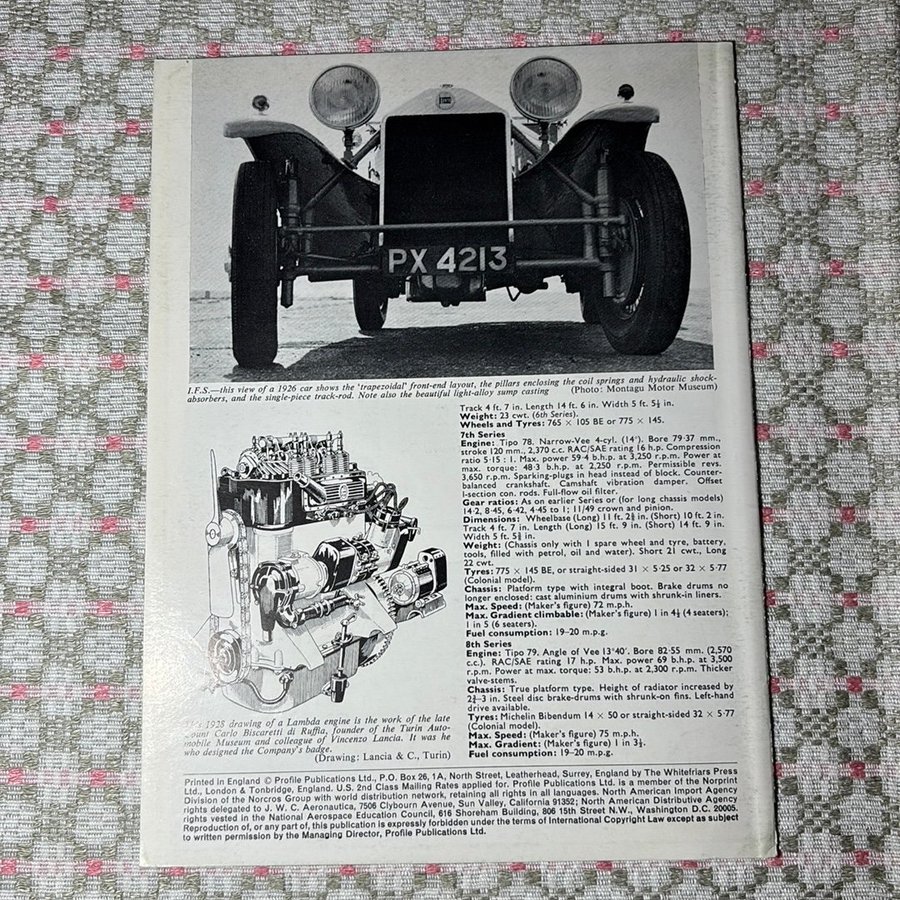 PX 4213
I.F.S.—this view of a 1926 car shows the 'trapezoidal' front-end layout, the pillars enclosing the coil springs and hydraulic shock-
absorbers, and the single-piece track-rod. Note also the beautiful light-alloy sump casting (Photo: Montagu Motor Museum)
1928 drawing of a Lambda engine is the work of the late
Count Carlo Biscaretti di Ruffia, founder of the Turin Auto-
mobile Museum and colleague of Vincenzo Lancia. It was he
who designed the Company's badge.
(Drawing: Lancia & C., Turin)
Track 4 ft. 7 in. Length 14 ft. 6 in. Width 5 ft. 5½ in.
Weight: 23 cwt. (6th Series).
Wheels and Tyres: 765 × 105 BE or 775 × 145.
7th Series
Engine: Tipo 78. Narrow-Vee 4-cyl. (14°). Bore 79·37 mm.,
stroke 120 mm., 2,370 c.c. RAC/SAE rating 16 h.p. Compression
ratio 5·15 : 1. Max. power 59·4 b.h.p. at 3,250 r.p.m. Power at
max. torque: 48·3 b.h.p. at 2,250 r.p.m. Permissible revs.
3,650 r.p.m. Sparking-plugs in head instead of block. Counter-
balanced crankshaft. Camshaft vibration damper. Offset
I-section con. rods. Full-flow oil filter.
Gear ratios: As on earlier Series or (for long chassis models)
14·2, 8·45, 6·42, 4·45 to 1; 11/49 crown and pinion.
Dimensions: Wheelbase (Long) 11 ft. 2⅜ in. (Short) 10 ft. 2 in.
Track 4 ft. 7 in. Length (Long) 15 ft. 9 in. (Short) 14 ft. 9 in.
Width 5 ft. 5⅜ in.
Weight: (Chassis only with 1 spare wheel and tyre, battery,
tools, filled with petrol, oil and water). Short 21 cwt., Long
22 cwt.
Tyres: 775 × 145 BE, or straight-sided 31 × 5·25 or 32 × 5·77
(Colonial model).
Chassis: Platform type with integral boot. Brake drums no
longer enclosed: cast aluminium drums with shrunk-in liners.
Max. Speed: (Maker's figure) 72 m.p.h.
Max. Gradient climbable: (Maker's figure) 1 in 4½ (4 seaters);
1 in 5 (6 seaters).
Fuel consumption: 19–20 m.p.g.
8th Series
Engine: Tipo 79. Angle of Vee 13°40′. Bore 82·55 mm. (2,570
c.c.). RAC/SAE rating 17 h.p. Max. power 69 b.h.p. at 3,500
r.p.m. Power at max. torque: 53 b.h.p. at 2,300 r.p.m. Thicker
valve-stems.
Chassis: True platform type. Height of radiator increased by
2¾–3 in. Steel disc brake-drums with shrunk-on fins. Left-hand
drive available.
Tyres: Michelin Bibendum 14 × 50 or straight-sided 32 × 5·77
(Colonial model).
Max. Speed: (Maker's figure) 75 m.p.h.
Max. Gradient: (Maker's figure) 1 in 3½.
Fuel consumption: 19–20 m.p.g.
Printed in England © Profile Publications Ltd., P.O. Box 26, 1A, North Street, Leatherhead, Surrey, England by The Whitefriars Press
Ltd., London & Tonbridge, England. U.S. 2nd Class Mailing Rates applied for. Profile Publications Ltd. is a member of the Norprint
Division of the Norcros Group with world distribution network, retaining all rights in all languages. North American Import Agency
rights delegated to J. W. C. Aeronautica, 7506 Clybourn Avenue, Sun Valley, California 91352; North American Distributive Agency
rights vested in the National Aerospace Education Council, 616 Shoreham Building, 806 15th Street N.W., Washington D.C. 20005.
Reproduction of, or any part of, this publication is expressly forbidden under the terms of International Copyright Law except as subject
to written permission by the Managing Director, Profile Publications Ltd.